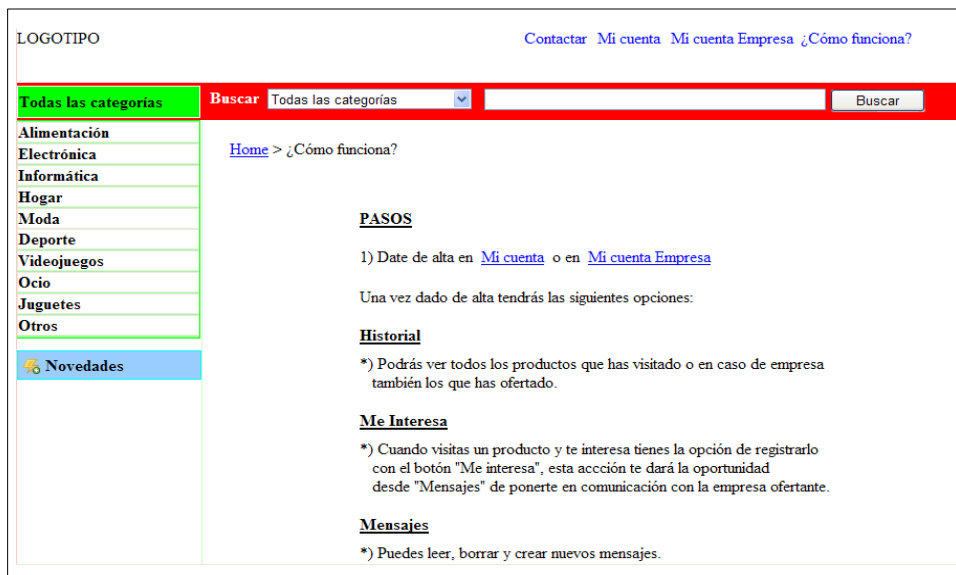 LOGOTIPO
Contactar Mi cuenta Mi cuenta Empresa ¿Cómo funciona?
Todas las categorías
Buscar Todas las categorías Buscar
Alimentación
Electrónica
Informática
Hogar
Moda
Deporte
Videojuegos
Ocio
Juguetes
Otros
Novedades
Home > ¿Cómo funciona?
PASOS
1) Date de alta en Mi cuenta o en Mi cuenta Empresa
Una vez dado de alta tendrás las siguientes opciones:
Historial
*) Podrás ver todos los productos que has visitado o en caso de empresa
también los que has ofertado.
Me Interesa
*) Cuando visitas un producto y te interesa tienes la opción de registrarlo
con el botón "Me interesa", esta accción te dará la oportunidad
desde "Mensajes" de ponerte en comunicación con la empresa ofertante.
Mensajes
*) Puedes leer, borrar y crear nuevos mensajes.